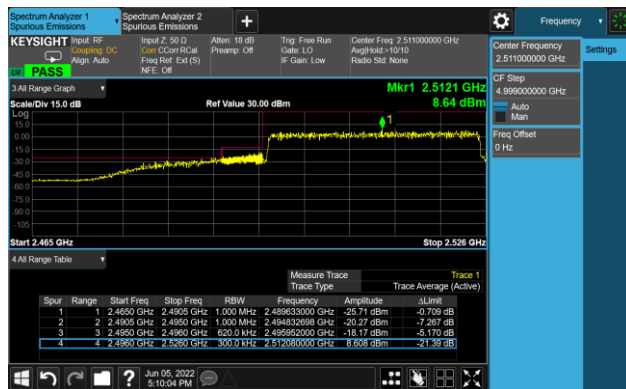 Spectrum Analyzer 1
Spurious Emissions
Spectrum Analyzer 2
Spurious Emissions
Frequency
KEYSIGHT
Input: RF
Coupling: DC
Align: Auto
Input Z: 50 Ω
Corr CCorr RCal
Freq Ref: Ext (S)
NFE: Off
Atten: 18 dB
Preamp: Off
Trig: Free Run
Gate: LO
IF Gain: Low
Center Freq: 2.511000000 GHz
Avg|Hold:>10/10
Radio Std: None
PASS
Center Frequency
2.511000000 GHz
Settings
CF Step
4.999000000 GHz
Auto
Man
Freq Offset
0 Hz
3 All Range Graph
Mkr1 2.5121 GHz
Scale/Div 15.0 dB
Ref Value 30.00 dBm
8.64 dBm
Log
15.0
0.00
-15.0
-30.0
-45.0
-60.0
-75.0
-90.0
-105
1
Start 2.465 GHz
Stop 2.526 GHz
4 All Range Table
Measure Trace Trace 1
Trace Type Trace Average (Active)
Spur Range Start Freq Stop Freq RBW Frequency Amplitude ΔLimit
1 1 2.4650 GHz 2.4905 GHz 1.000 MHz 2.489633000 GHz -25.71 dBm -0.709 dB
2 2 2.4905 GHz 2.4950 GHz 1.000 MHz 2.494832698 GHz -20.27 dBm -7.267 dB
3 3 2.4950 GHz 2.4960 GHz 620.0 kHz 2.495952000 GHz -18.17 dBm -5.170 dB
4 4 2.4960 GHz 2.5260 GHz 300.0 kHz 2.512080000 GHz 8.608 dBm -21.39 dB
Jun 05, 2022
5:10:04 PM